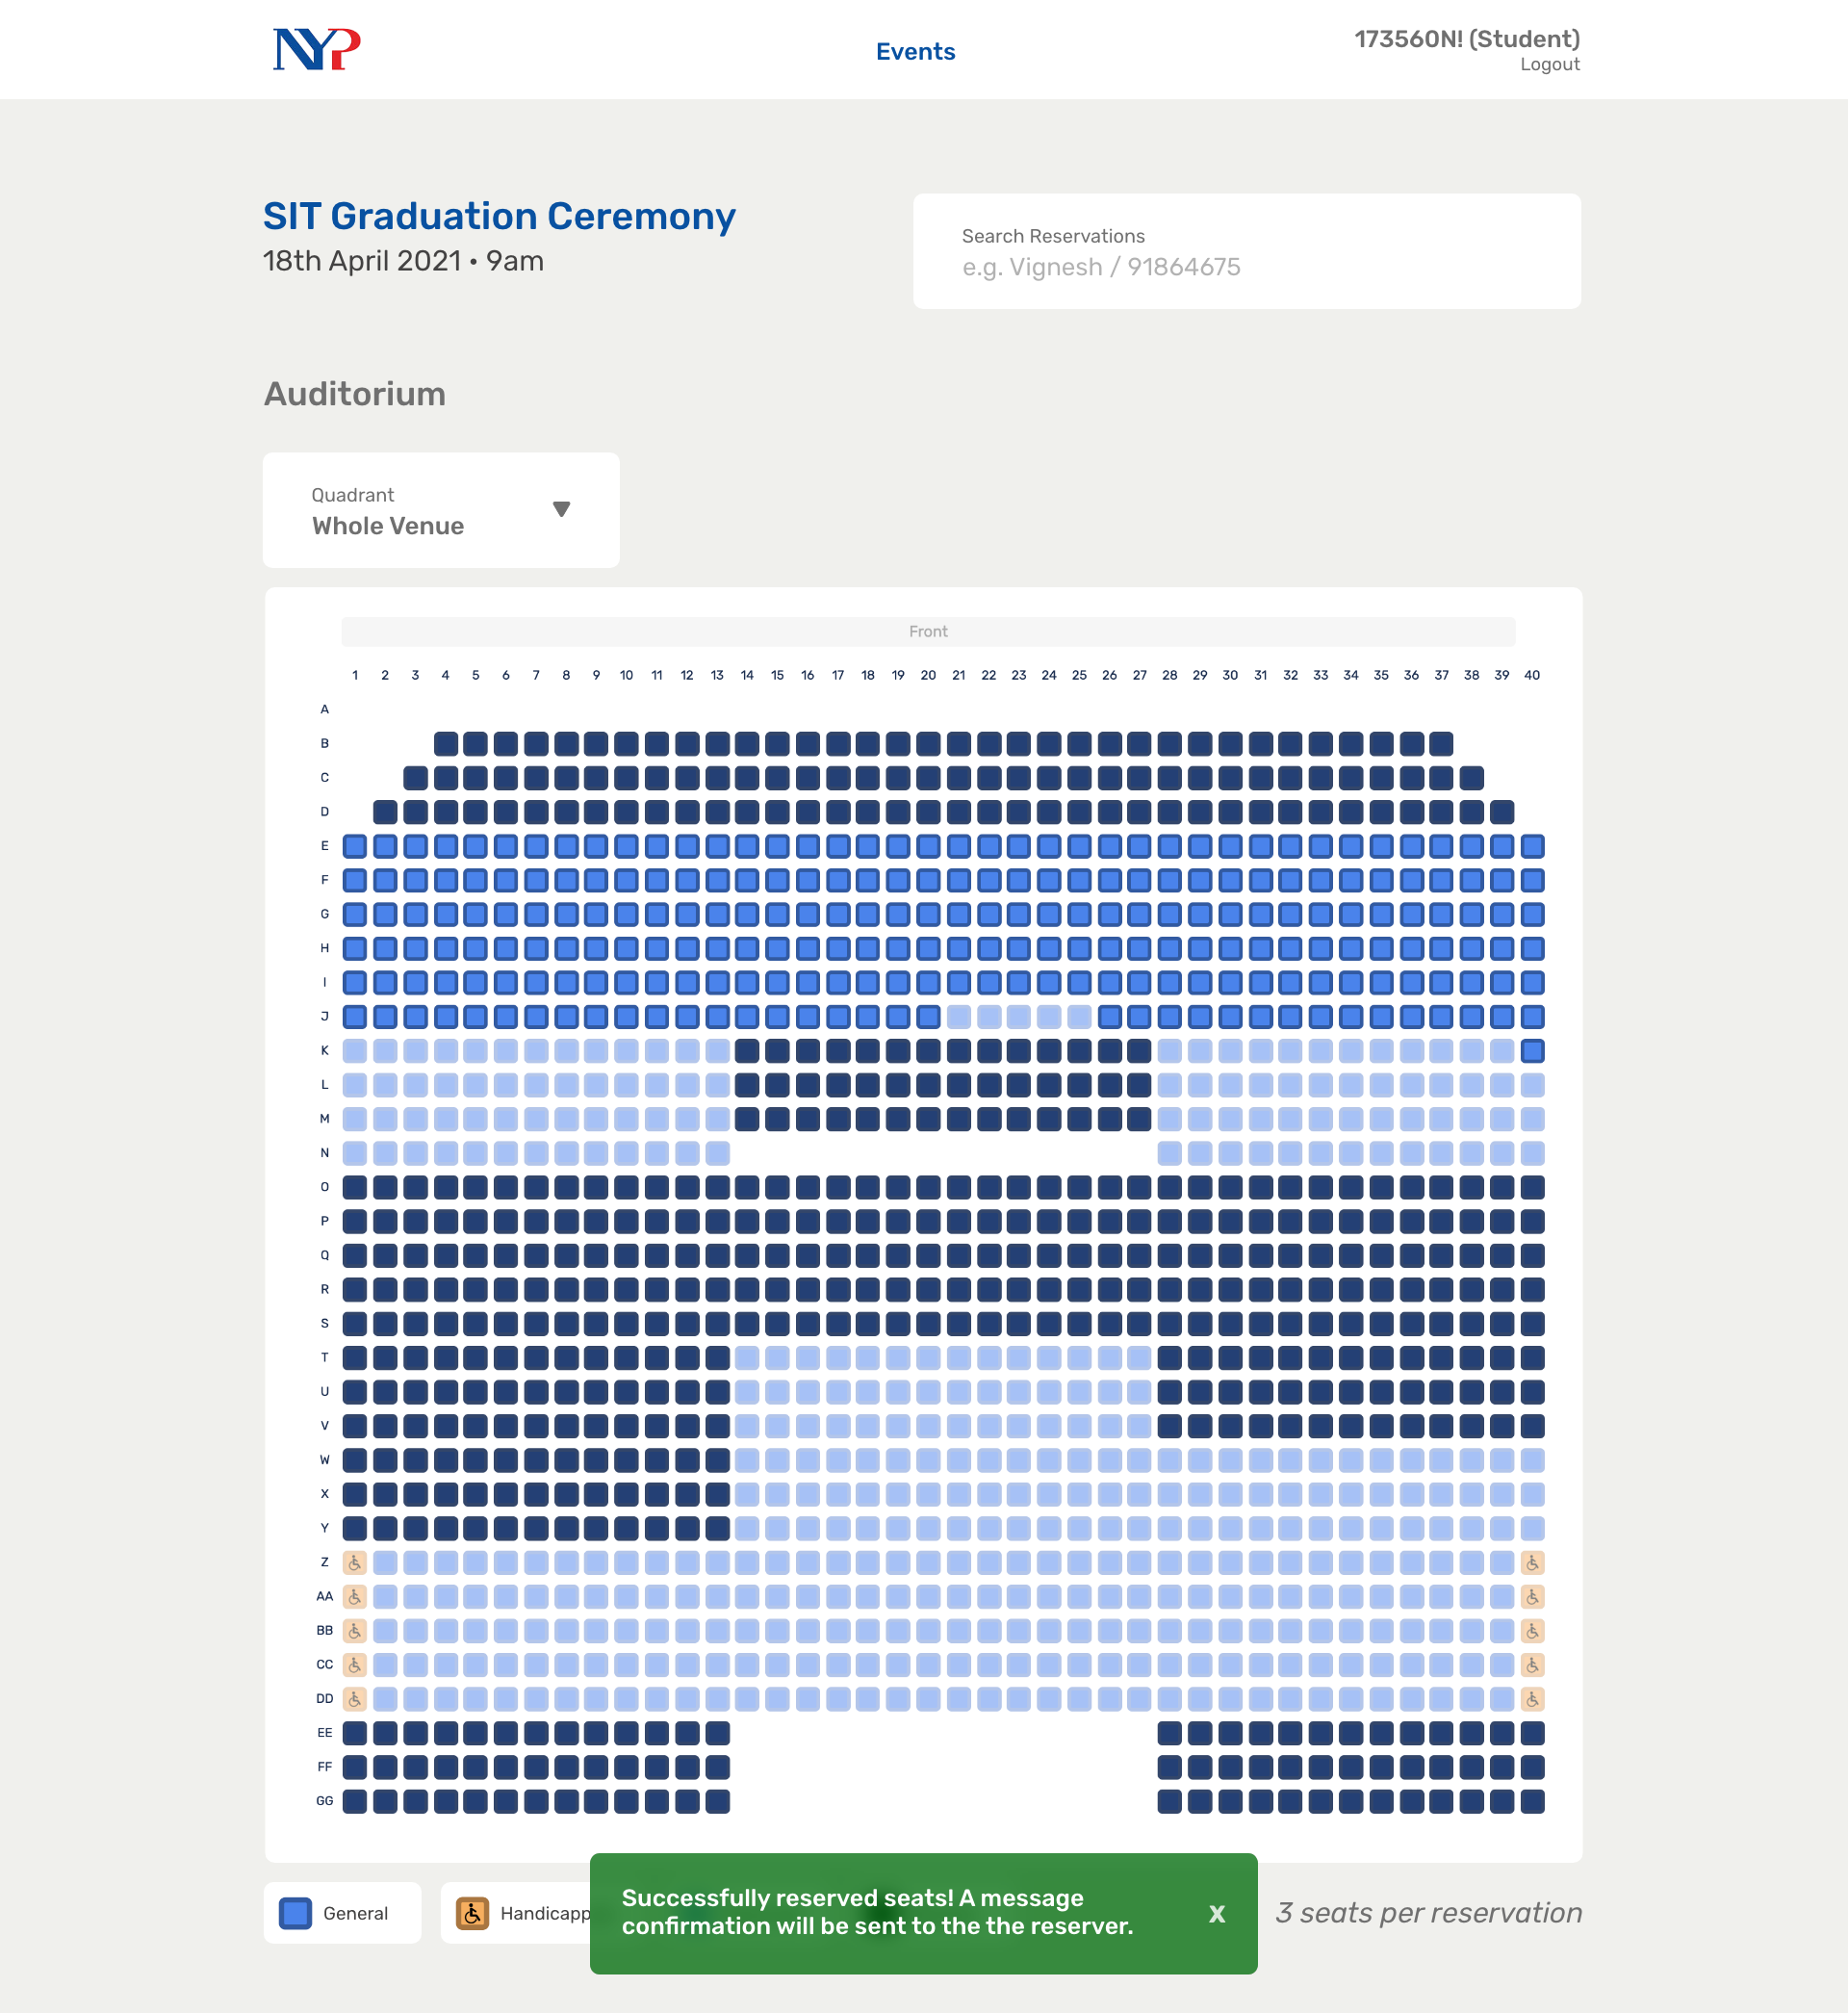 NYP
Events
173560N! (Student)
Logout
SIT Graduation Ceremony
18th April 2021 • 9am
Search Reservations
e.g. Vignesh / 91864675
Auditorium
Quadrant
Whole Venue
Front
1 2 3 4 5 6 7 8 9 10 11 12 13 14 15 16 17 18 19 20 21 22 23 24 25 26 27 28 29 30 31 32 33 34 35 36 37 38 39 40
A
B
C
D
E
F
G
H
I
J
K
L
M
N
O
P
Q
R
S
T
U
V
W
X
Y
Z
AA
BB
CC
DD
EE
FF
GG
General
Handicapp
Successfully reserved seats! A message
confirmation will be sent to the the reserver.
x
3 seats per reservation